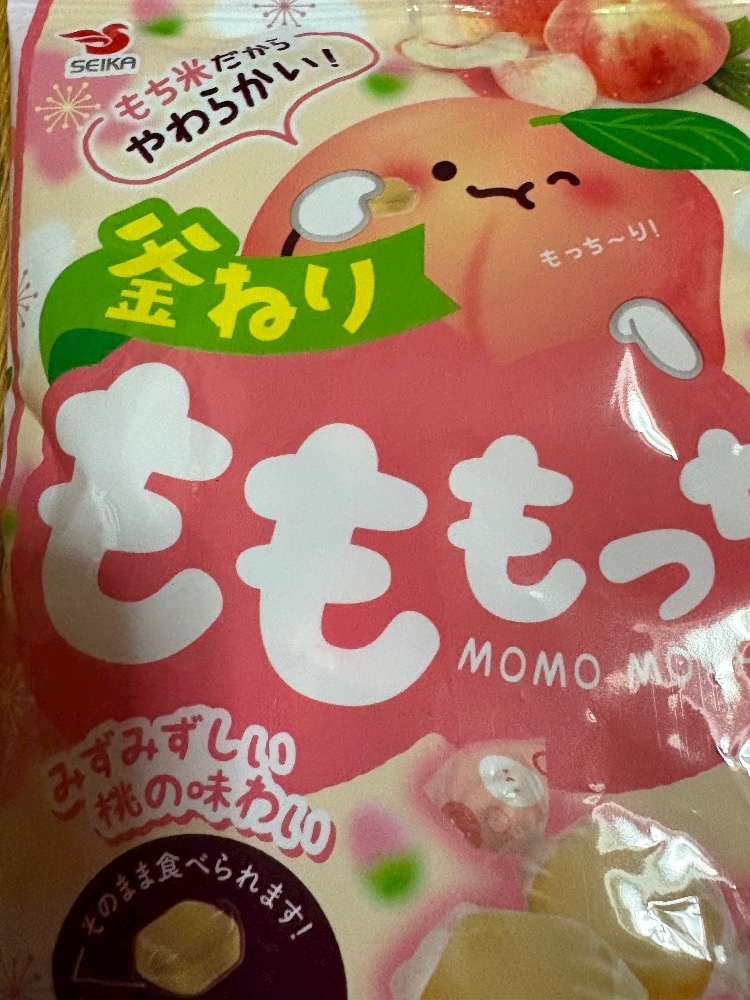 SEIKA
もち米だから
やわらかい!
釜ねり
もっち～り!
もももっ
MOMO MO
みずみずしい
桃の味わい
そのまま食べられます!